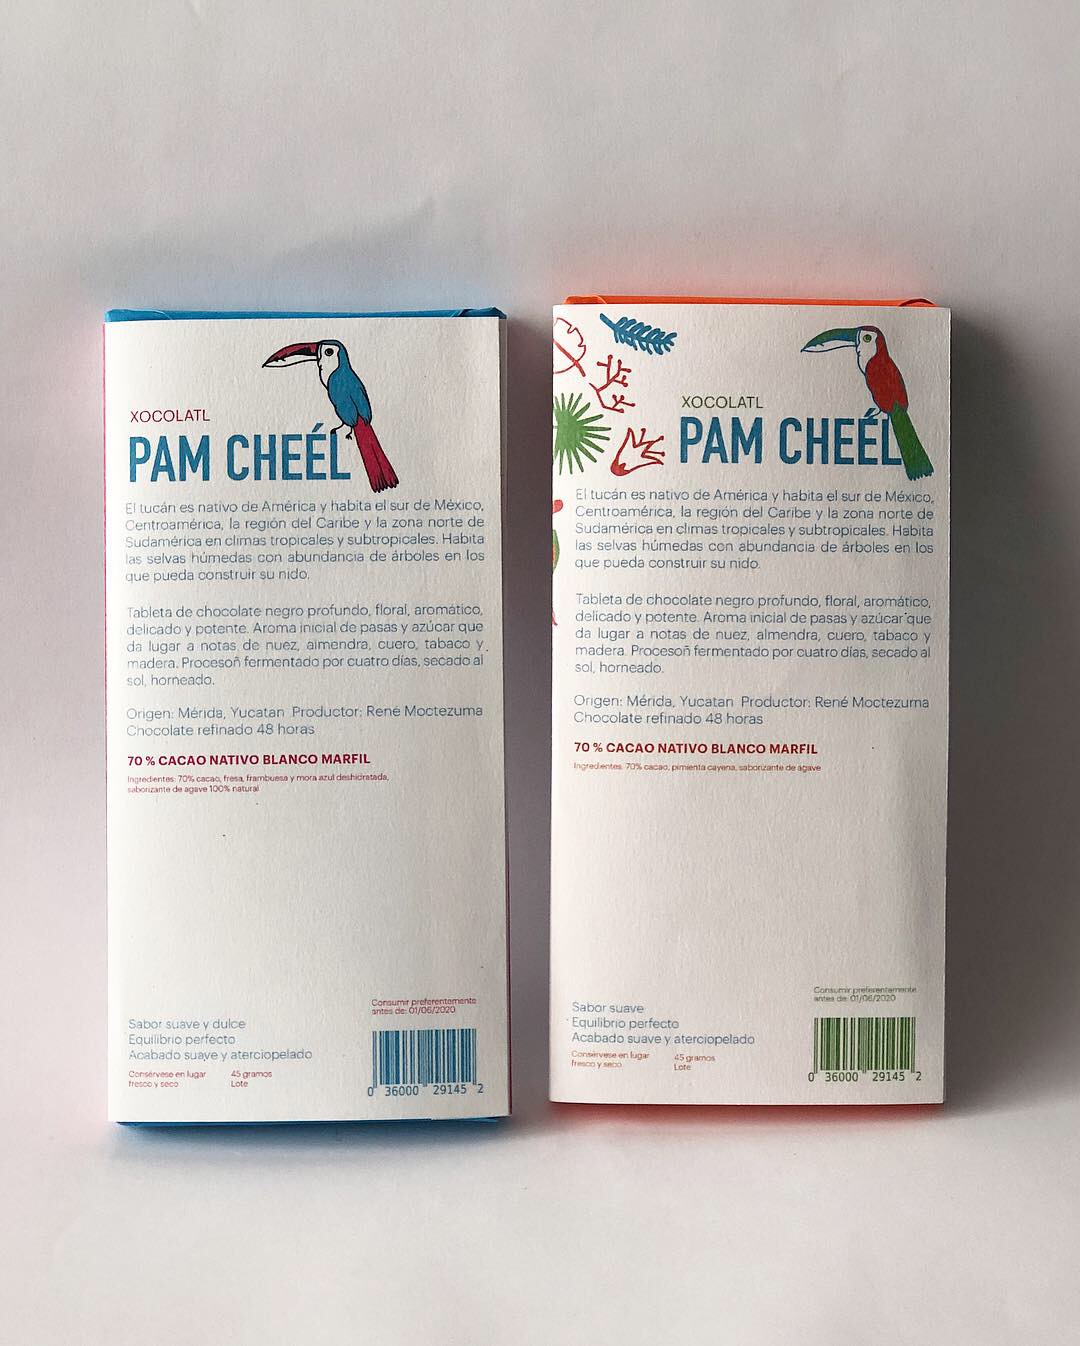 XOCOLATL
PAM CHEÉL
El tucán es nativo de América y habita el sur de México,
Centroamérica, la región del Caribe y la zona norte de
Sudamérica en climas tropicales y subtropicales. Habita
las selvas húmedas con abundancia de árboles en los
que pueda construir su nido.
Tableta de chocolate negro profundo, floral, aromático,
delicado y potente. Aroma inicial de pasas y azúcar que
da lugar a notas de nuez, almendra, cuero, tabaco y
madera. Procesoñ fermentado por cuatro días, secado al
sol, horneado.
Origen: Mérida, Yucatan Productor: René Moctezuma
Chocolate refinado 48 horas
70 % CACAO NATIVO BLANCO MARFIL
Ingredientes: 70% cacao, fresa, frambuesa y mora azul deshidratada,
saborizante de agave 100% natural
Consumir preferentemente
antes de: 01/06/2020
Sabor suave y dulce
Equilibrio perfecto
Acabado suave y aterciopelado
Consérvese en lugar
fresco y seco
45 gramos
Lote
0 36000 29145 2
XOCOLATL
PAM CHEÉL
El tucán es nativo de América y habita el sur de México,
Centroamérica, la región del Caribe y la zona norte de
Sudamérica en climas tropicales y subtropicales. Habita
las selvas húmedas con abundancia de árboles en los
que pueda construir su nido.
Tableta de chocolate negro profundo, floral, aromático,
delicado y potente. Aroma inicial de pasas y azúcar que
da lugar a notas de nuez, almendra, cuero, tabaco y
madera. Procesoñ fermentado por cuatro días, secado al
sol, horneado.
Origen: Mérida, Yucatan Productor: René Moctezuma
Chocolate refinado 48 horas
70 % CACAO NATIVO BLANCO MARFIL
Ingredientes: 70% cacao, pimienta cayena, saborizante de agave
Consumir preferentemente
antes de: 01/06/2020
Sabor suave
Equilibrio perfecto
Acabado suave y aterciopelado
Consérvese en lugar
fresco y seco
45 gramos
Lote
0 36000 29145 2